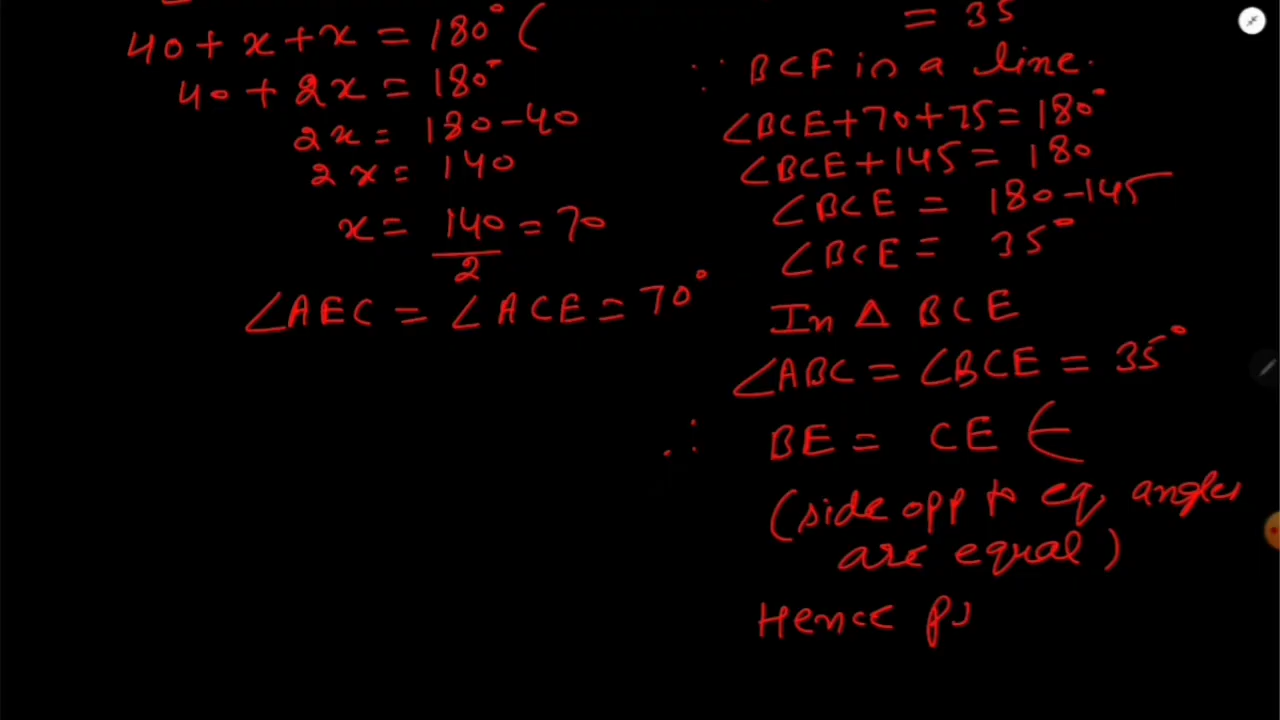 40 + x + x = 180° (
40 + 2x = 180°
2x = 180 - 40
2x = 140
x = 140/2 = 70
∠AEC = ∠ACE = 70°
= 35
∵ BCF in a line.
∠BCE + 70 + 75 = 180°
∠BCE + 145 = 180
∠BCE = 180 - 145
∠BCE = 35°
In Δ BCE
∠ABC = ∠BCE = 35°
∴ BE = CE (
(side opp to eq. angles
are equal)
Hence